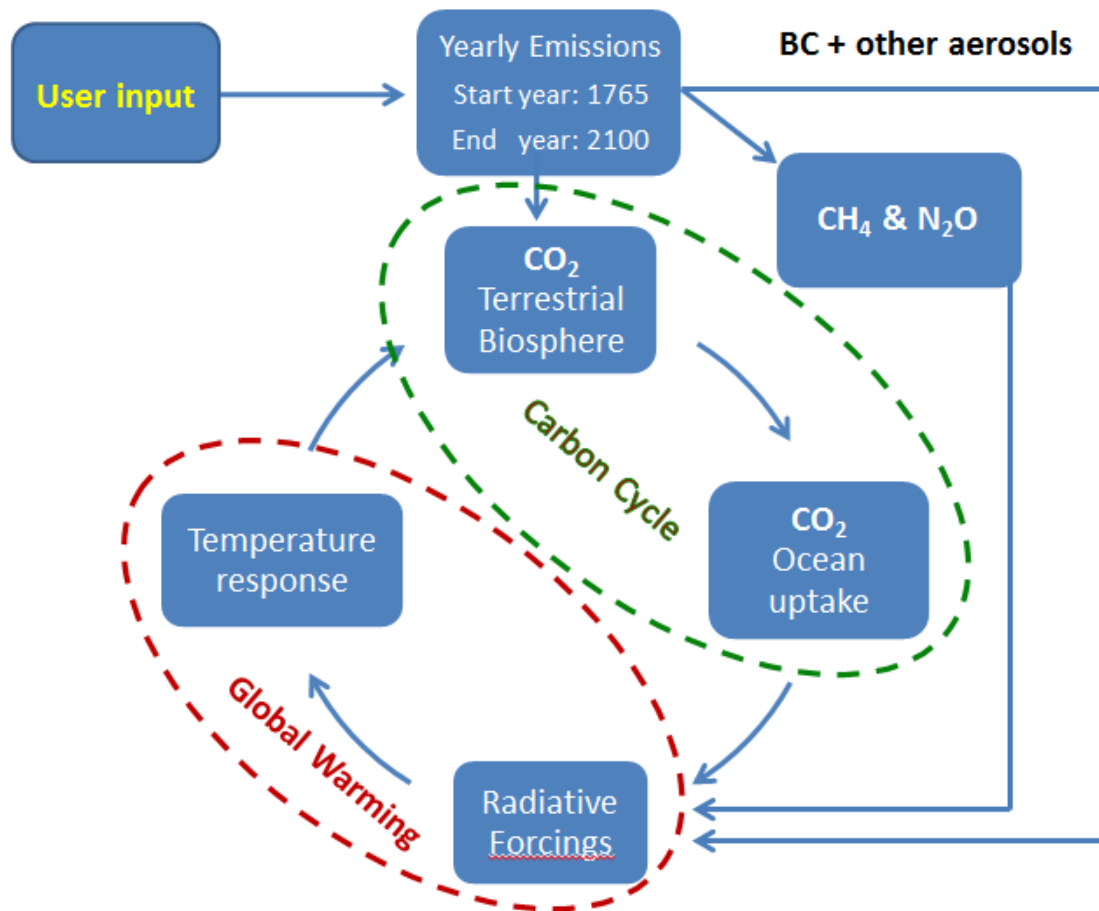 User input
Yearly Emissions
Start year: 1765
End year: 2100
BC + other aerosols
CH₄ & N₂O
CO₂
Terrestrial
Biosphere
Carbon Cycle
CO₂
Ocean
uptake
Temperature
response
Global Warming
Radiative
Forcings